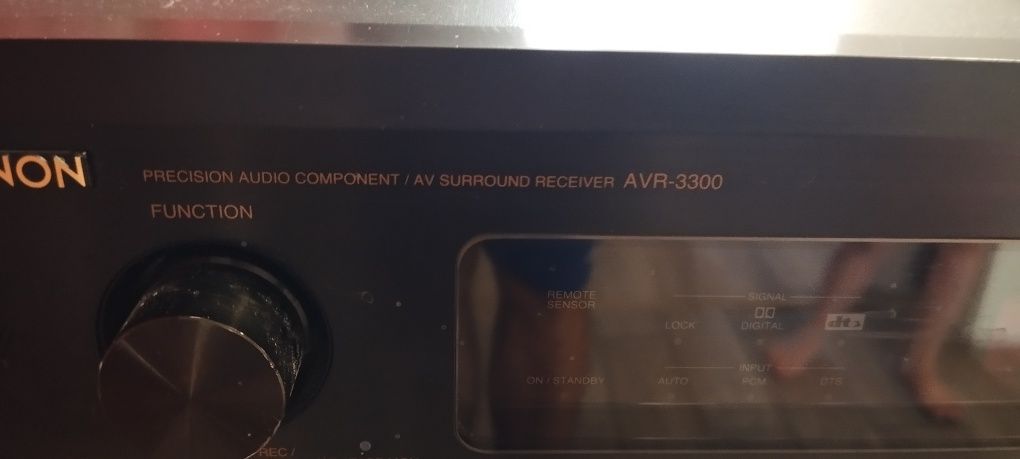 NON
PRECISION AUDIO COMPONENT / AV SURROUND RECEIVER AVR-3300
FUNCTION
REMOTE
SENSOR
SIGNAL
LOCK
DIGITAL
dts
ON / STANDBY
INPUT
AUTO
PCM
DTS
REC /